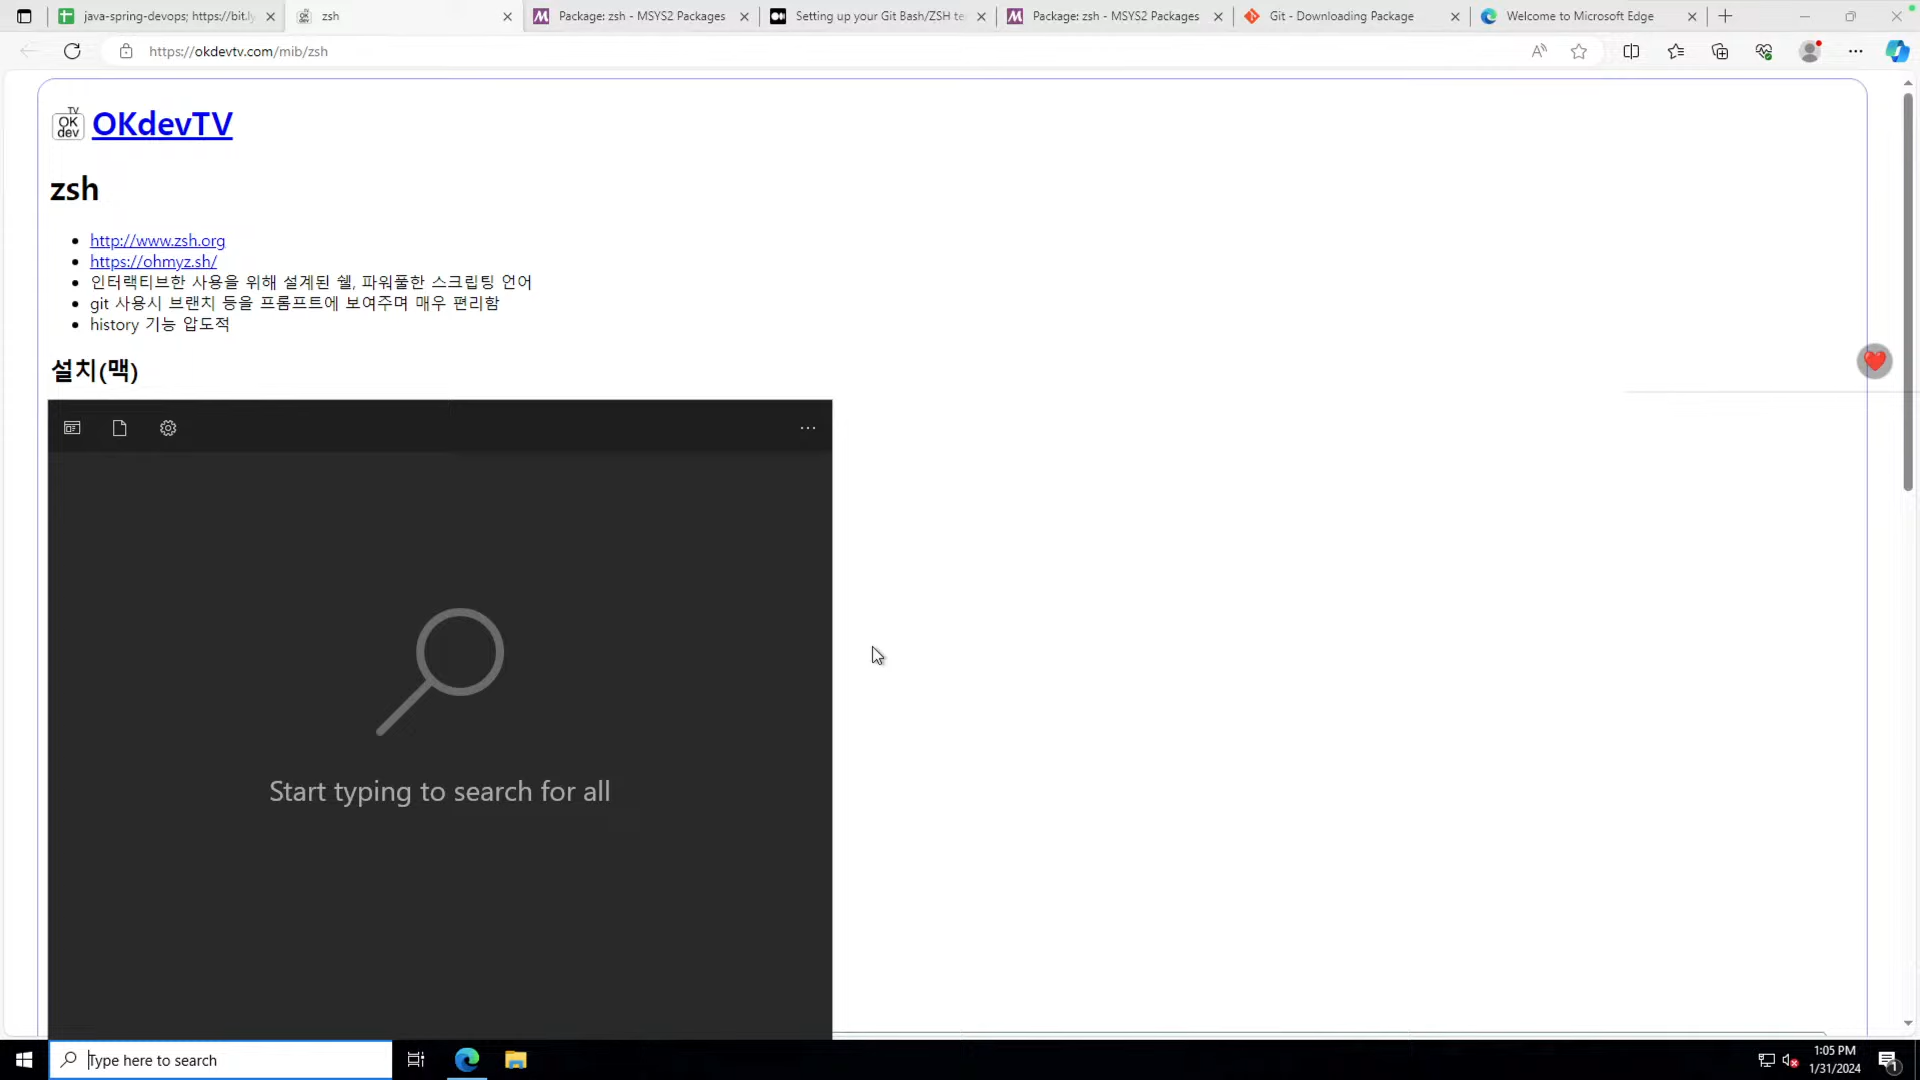 java-spring-devops; https://bit.ly
zsh
Package: zsh - MSYS2 Packages
Setting up your Git Bash/ZSH te
Package: zsh - MSYS2 Packages
Git - Downloading Package
Welcome to Microsoft Edge
https://okdevtv.com/mib/zsh
TV
OK
dev
OKdevTV
zsh
http://www.zsh.org
https://ohmyz.sh/
인터랙티브한 사용을 위해 설계된 쉘, 파워풀한 스크립팅 언어
git 사용시 브랜치 등을 프롬프트에 보여주며 매우 편리함
history 기능 압도적
설치(맥)
Start typing to search for all
Type here to search
1:05 PM
1/31/2024
1